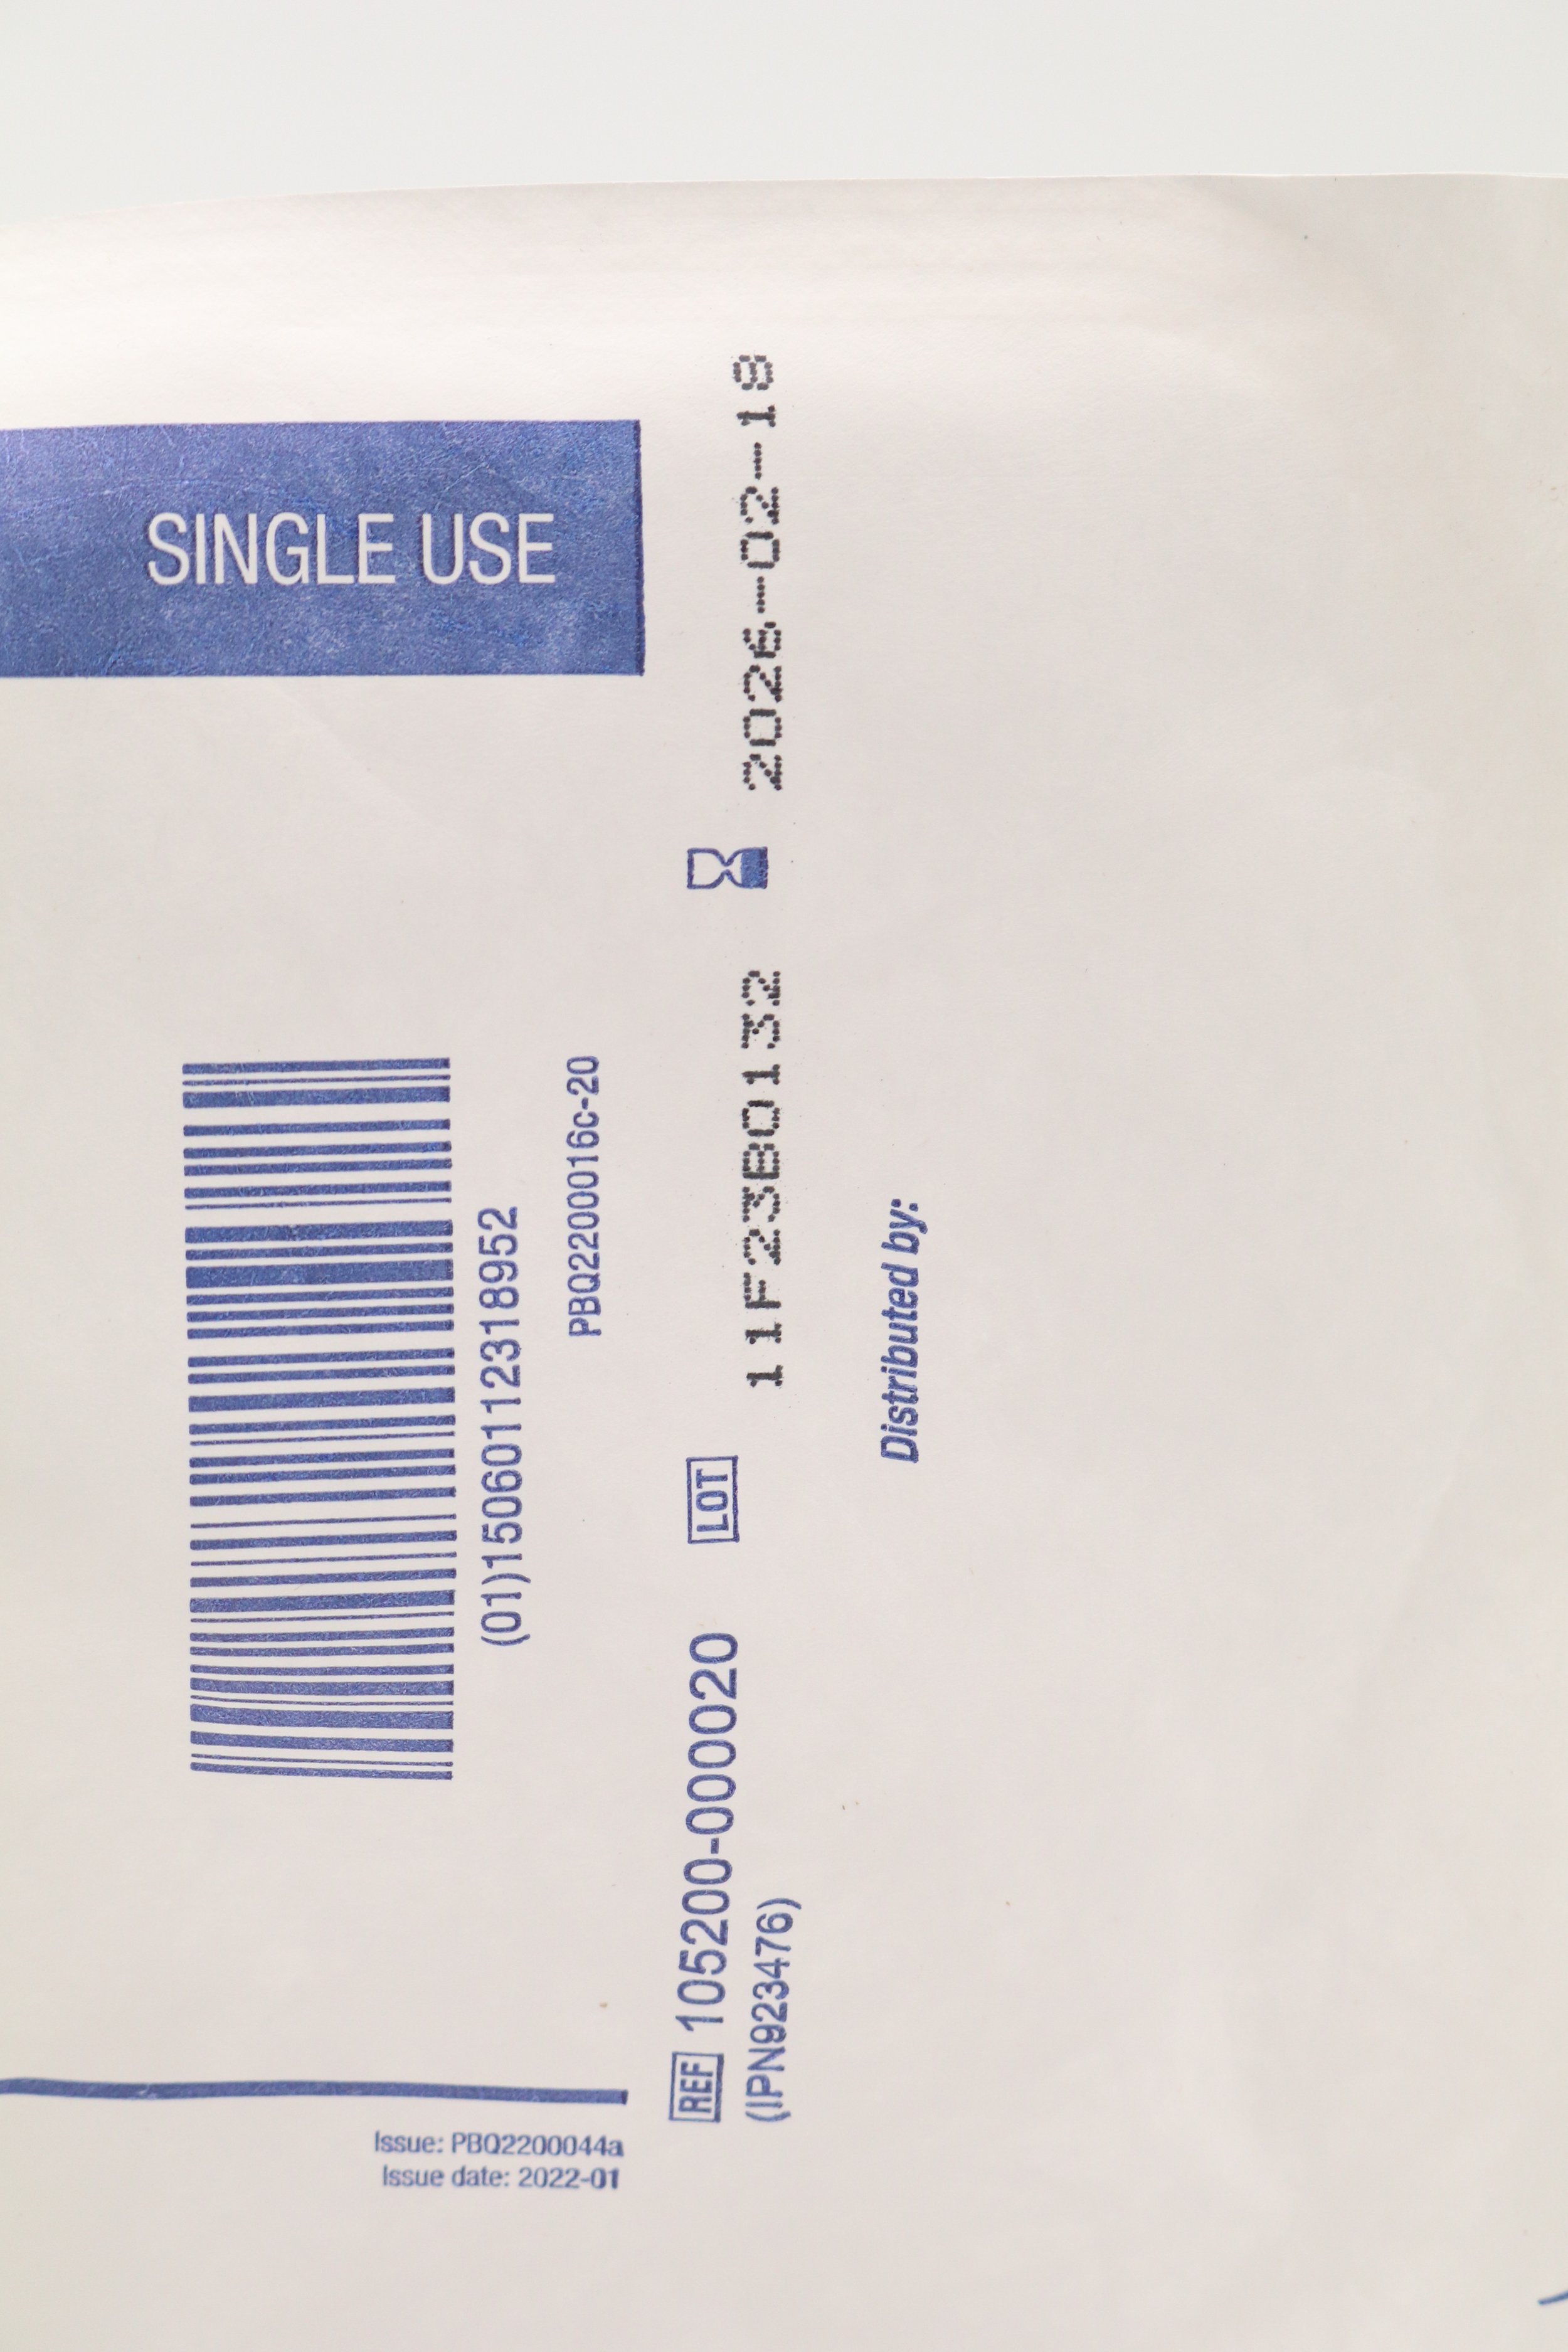 SINGLE USE
(01)15060112318952
PBQ2200016c-20
REF 105200-000020
(IPN923476)
LOT 11F23B0132
2026-02-18
Distributed by:
Issue: PBQ2200044a
Issue date: 2022-01